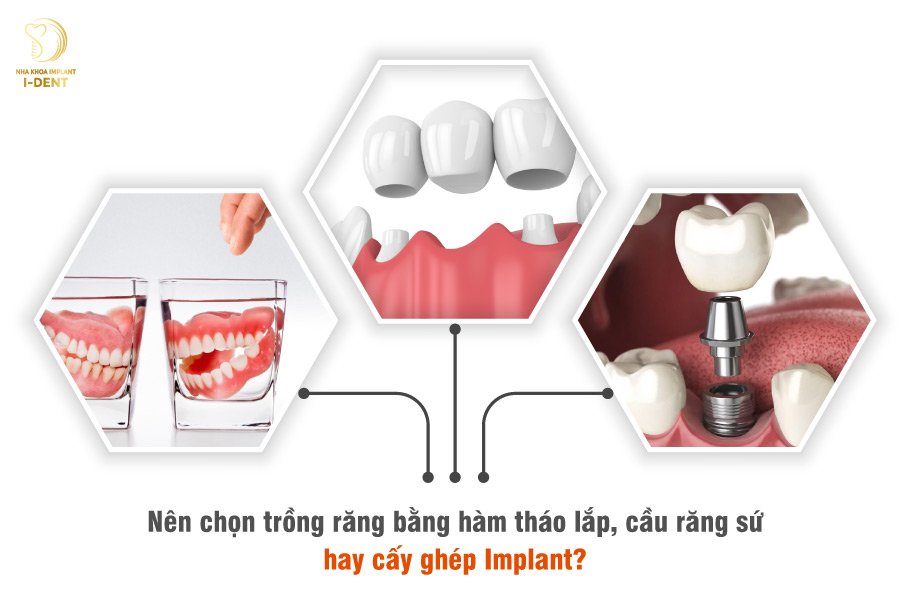 NHA KHOA IMPLANT
I-DENT
Nên chọn trồng răng bằng hàm tháo lắp, cầu răng sứ
hay cấy ghép Implant?